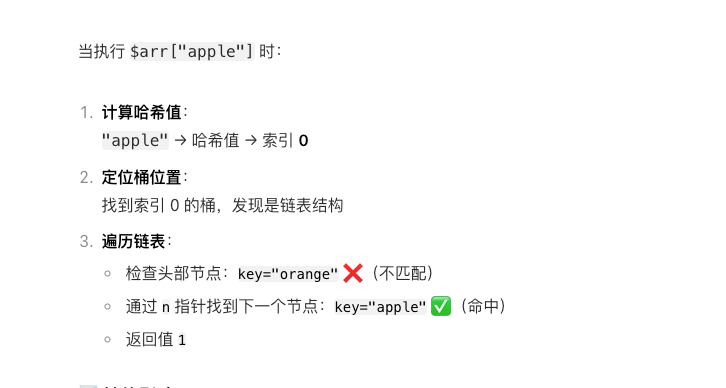 当执行 $arr["apple"] 时：
1. 计算哈希值：
"apple" → 哈希值 → 索引 0
2. 定位桶位置：
找到索引 0 的桶，发现是链表结构
3. 遍历链表：
检查头部节点：key="orange" ❌（不匹配）
通过 n 指针找到下一个节点：key="apple" ✅（命中）
返回值 1